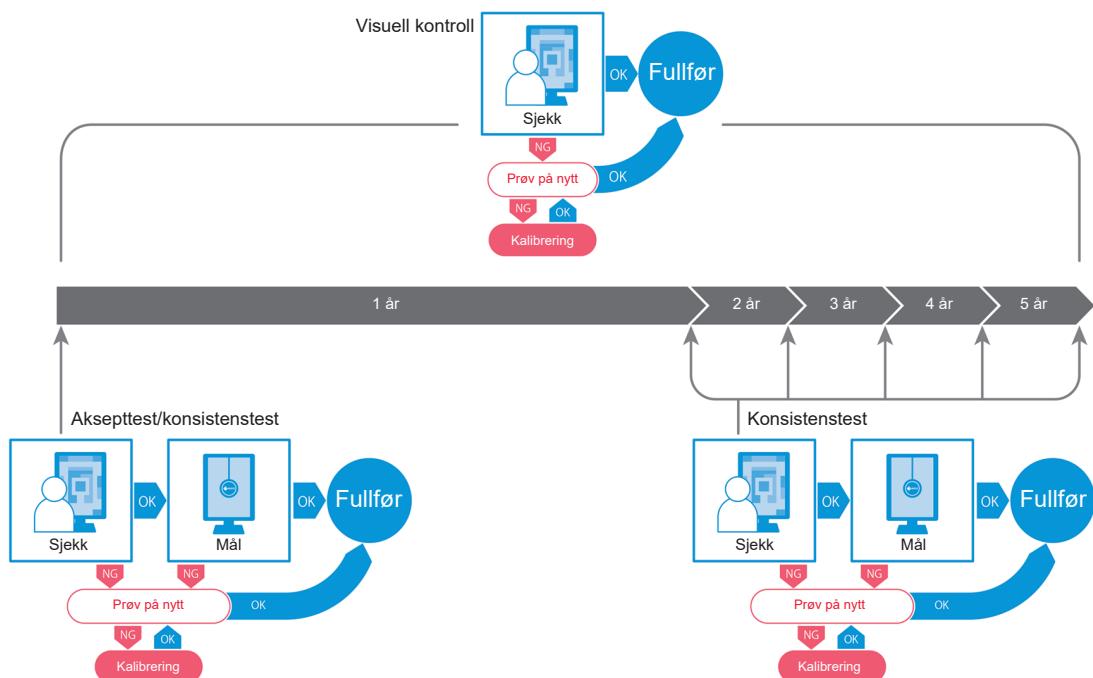 Visuell kontroll
Sjekk
OK
Fullfør
NG
Prøv på nytt
OK
NG
OK
Kalibrering
1 år
2 år
3 år
4 år
5 år
Aksepttest/konsistenstest
Sjekk
OK
Mål
OK
Fullfør
NG
NG
Prøv på nytt
OK
NG
OK
Kalibrering
Konsistenstest
Sjekk
OK
Mål
OK
Fullfør
NG
NG
Prøv på nytt
OK
NG
OK
Kalibrering